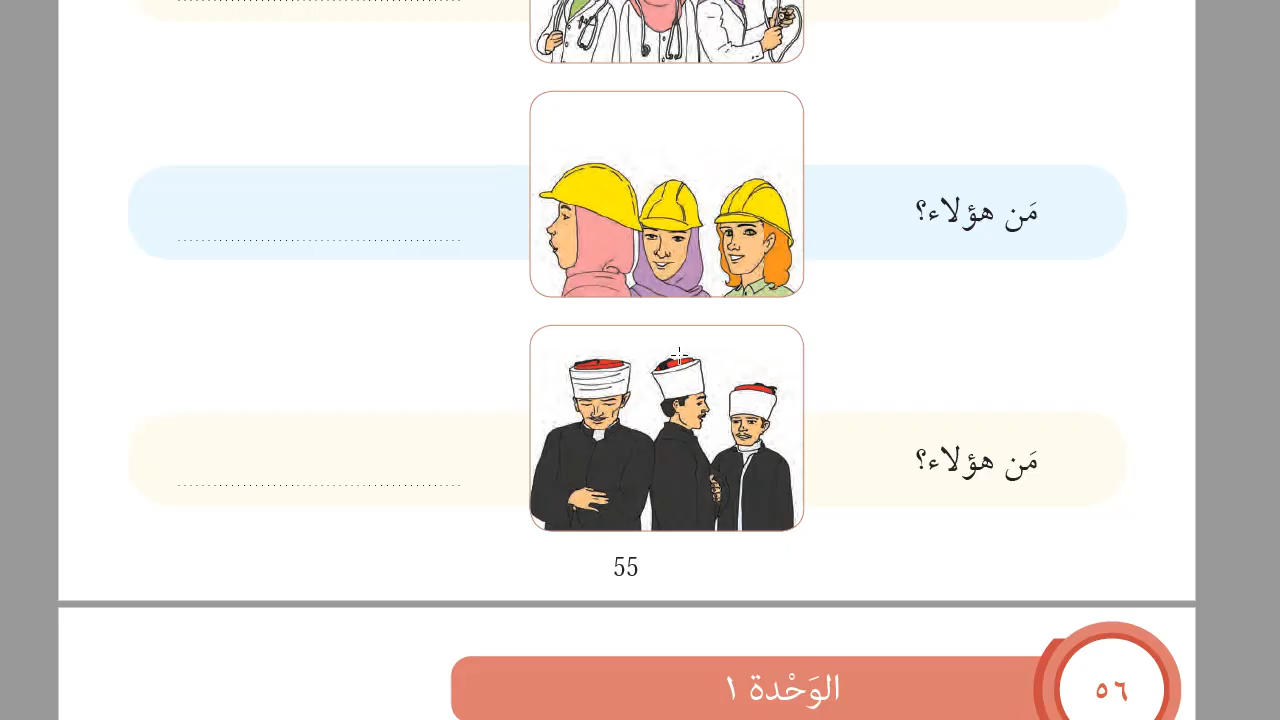 مَن هؤلاء؟
مَن هؤلاء؟
55
الوَحْدة ١
٥٦